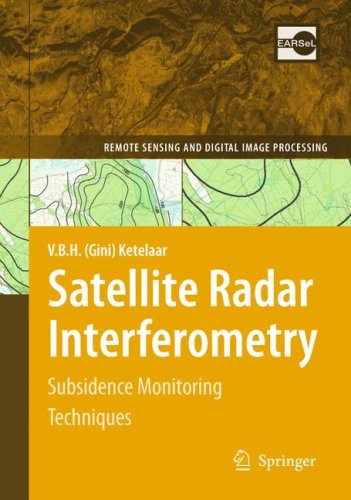 EARSeL
REMOTE SENSING AND DIGITAL IMAGE PROCESSING
V.B.H. (Gini) Ketelaar
Satellite Radar
Interferometry
Subsidence Monitoring
Techniques
Springer